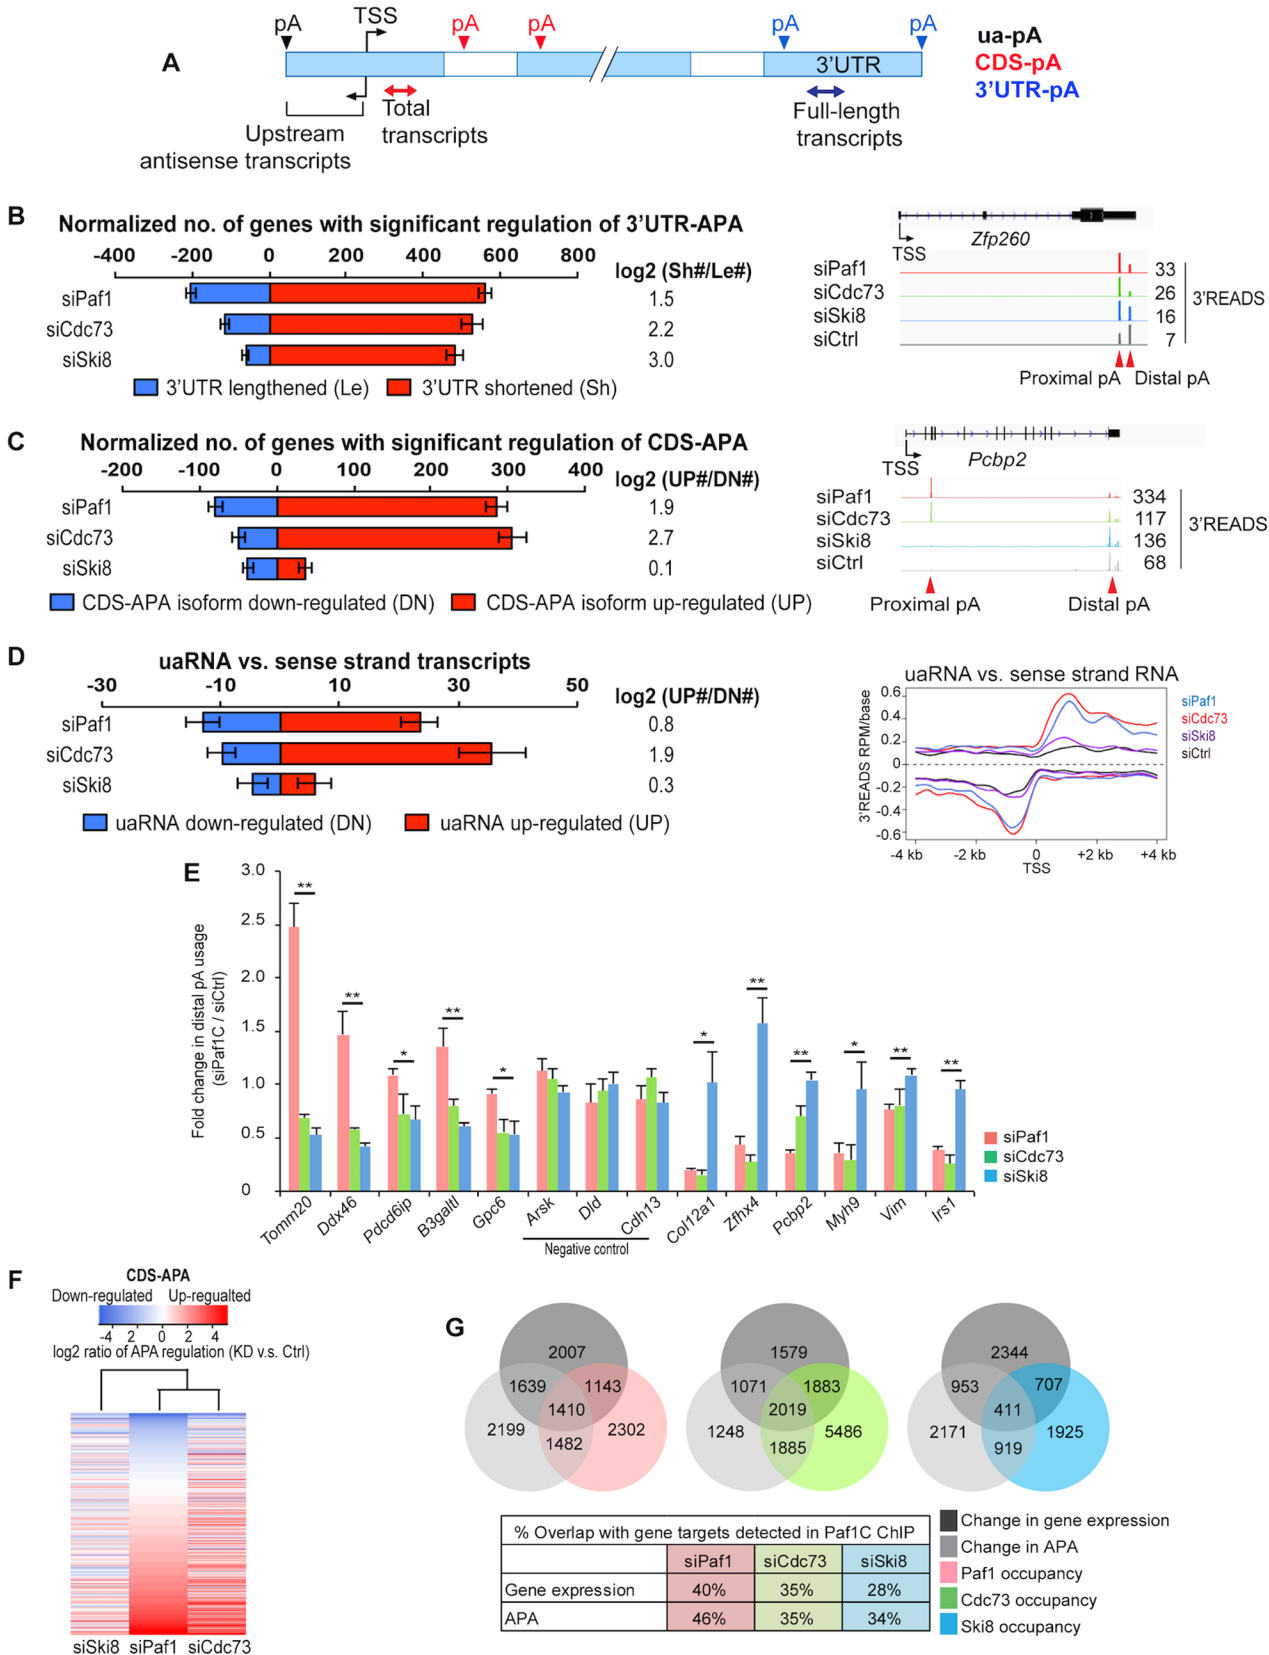 A
pA
TSS
pA
pA
pA
pA
3'UTR
ua-pA
CDS-pA
3'UTR-pA
Total
transcripts
Full-length
transcripts
Upstream
antisense transcripts
B
Normalized no. of genes with significant regulation of 3'UTR-APA
-400 -200 0 200 400 600 800
log2 (Sh#/Le#)
siPaf1 1.5
siCdc73 2.2
siSki8 3.0
3'UTR lengthened (Le) 3'UTR shortened (Sh)
Zfp260
TSS
siPaf1 33
siCdc73 26
siSki8 16
siCtrl 7
3'READS
Proximal pA Distal pA
C
Normalized no. of genes with significant regulation of CDS-APA
-200 -100 0 100 200 300 400
log2 (UP#/DN#)
siPaf1 1.9
siCdc73 2.7
siSki8 0.1
CDS-APA isoform down-regulated (DN) CDS-APA isoform up-regulated (UP)
Pcbp2
TSS
siPaf1 334
siCdc73 117
siSki8 136
siCtrl 68
3'READS
Proximal pA Distal pA
D
uaRNA vs. sense strand transcripts
-30 -10 10 30 50
log2 (UP#/DN#)
siPaf1 0.8
siCdc73 1.9
siSki8 0.3
uaRNA down-regulated (DN) uaRNA up-regulated (UP)
uaRNA vs. sense strand RNA
3'READS RPM/base
0.6
0.4
0.2
0
-0.2
-0.4
-0.6
-4 kb -2 kb 0 +2 kb +4 kb
TSS
siPaf1
siCdc73
siSki8
siCtrl
E
Fold change in distal pA usage
(siPaf1C / siCtrl)
3.0
2.5
2.0
1.5
1.0
0.5
0
** ** * ** * * ** ** * ** **
Tomm20 Ddx46 Pdcd6ip B3galtl Gpc6 Arsk Dld Cdh13 Col12a1 Zfhx4 Pcbp2 Myh9 Vim Irs1
Negative control
siPaf1
siCdc73
siSki8
F
CDS-APA
Down-regulated Up-regualted
-4 2 0 2 4
log2 ratio of APA regulation (KD v.s. Ctrl)
siSki8 siPaf1 siCdc73
G
2007
1639 1143
1410
2199 2302
1482
1579
1071 1883
2019
1248 5486
1885
2344
953 707
411
2171 1925
919
% Overlap with gene targets detected in Paf1C ChIP
siPaf1 siCdc73 siSki8
Gene expression 40% 35% 28%
APA 46% 35% 34%
Change in gene expression
Change in APA
Paf1 occupancy
Cdc73 occupancy
Ski8 occupancy